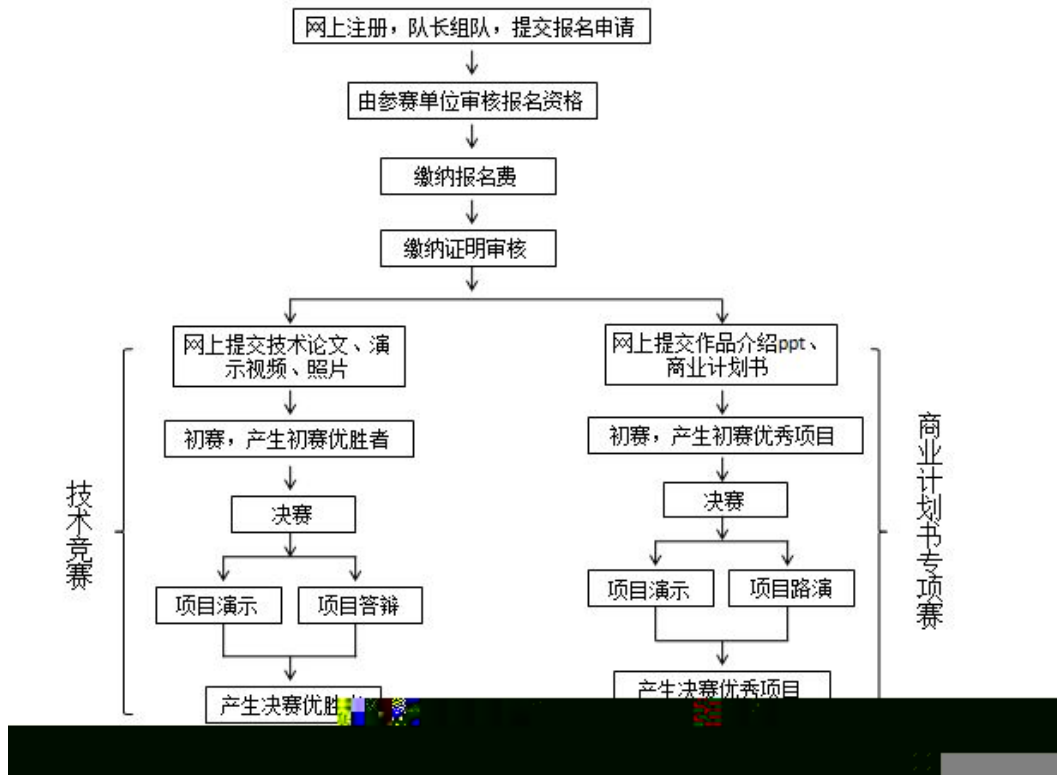 网上注册，队长组队，提交报名申请
由参赛单位审核报名资格
缴纳报名费
缴纳证明审核
网上提交技术论文、演
示视频、照片
初赛，产生初赛优胜者
决赛
项目演示
项目答辩
产生决赛优胜
技术竞赛
网上提交作品介绍ppt、
商业计划书
初赛，产生初赛优秀项目
决赛
项目演示
项目路演
产生决赛优秀项目
商业计划书专项赛